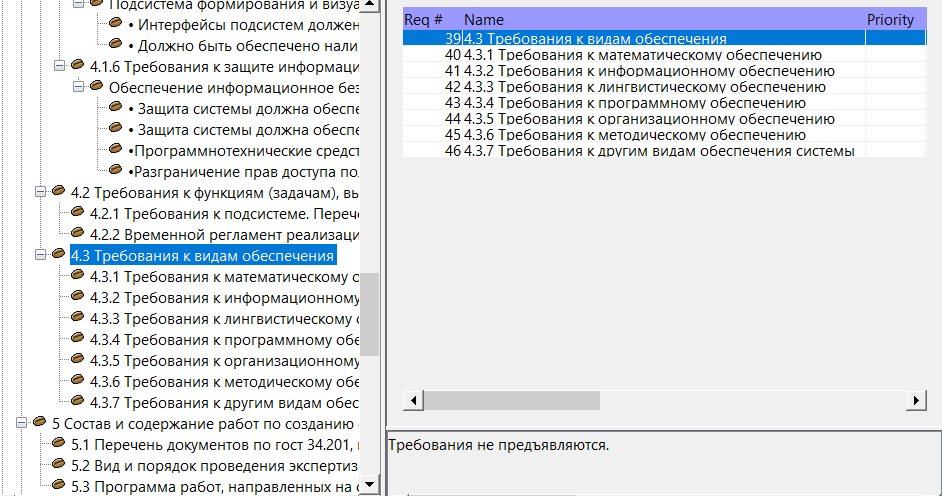 Подсистема формирования и визуа
• Интерфейсы подсистем должен
• Должно быть обеспечено нали
4.1.6 Требования к защите информаци
Обеспечение информационное без
• Защита системы должна обеспе
• Защита системы должна обеспе
•Программнотехнические средст
•Разграничение прав доступа пол
4.2 Требования к функциям (задачам), вы
4.2.1 Требования к подсистеме. Перече
4.2.2 Временной регламент реализаци
4.3 Требования к видам обеспечения
4.3.1 Требования к математическому о
4.3.2 Требования к информационному
4.3.3 Требования к лингвистическому о
4.3.4 Требования к программному обе
4.3.5 Требования к организационному
4.3.6 Требования к методическому обе
4.3.7 Требования к другим видам обес
5 Состав и содержание работ по созданию
5.1 Перечень документов по гост 34.201,
5.2 Вид и порядок проведения экспертиз
5.3 Программа работ, направленных на о
Req # Name Priority
39 4.3 Требования к видам обеспечения
40 4.3.1 Требования к математическому обеспечению
41 4.3.2 Требования к информационному обеспечению
42 4.3.3 Требования к лингвистическому обеспечению
43 4.3.4 Требования к программному обеспечению
44 4.3.5 Требования к организационному обеспечению
45 4.3.6 Требования к методическому обеспечению
46 4.3.7 Требования к другим видам обеспечения системы
Требования не предъявляются.